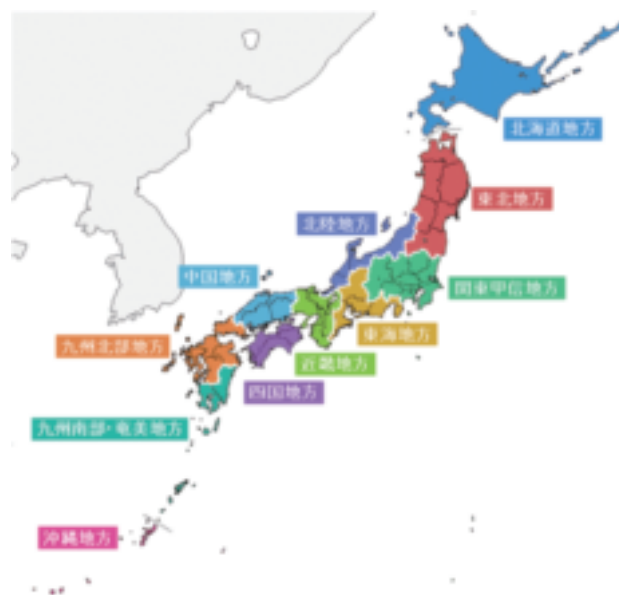 北海道地方
東北地方
北陸地方
中国地方
関東甲信地方
東海地方
九州北部地方
近畿地方
四国地方
九州南部・奄美地方
沖縄地方